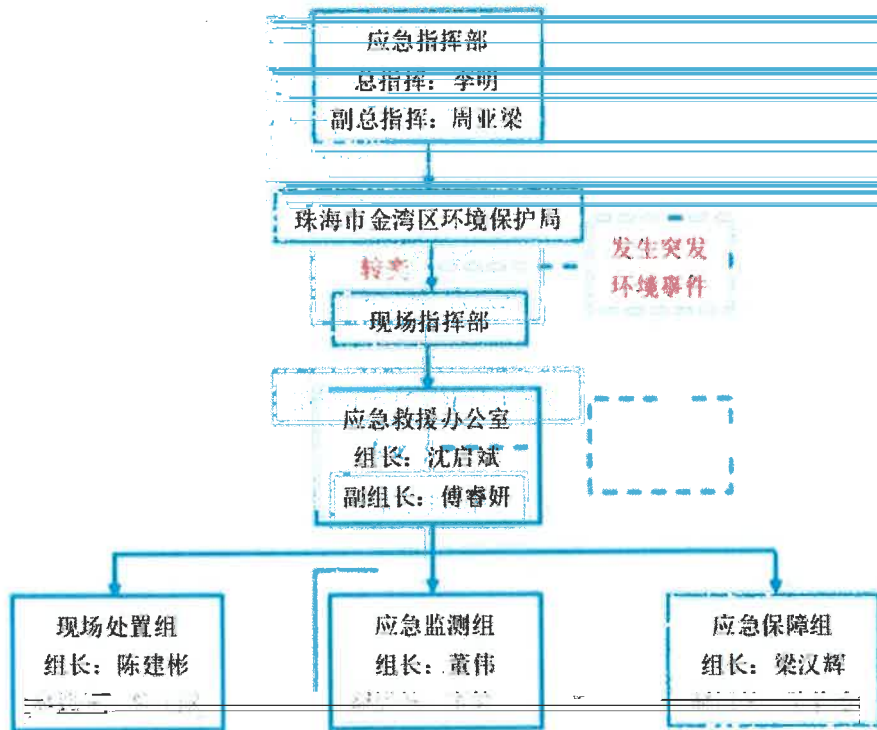 应急指挥部
总指挥：李明
副总指挥：周亚梁
珠海市金湾区环境保护局
发生突发
环境事件
现场指挥部
应急救援办公室
组长：沈启斌
副组长：傅睿妍
现场处置组
组长：陈建彬
应急监测组
组长：董伟
应急保障组
组长：梁汉辉